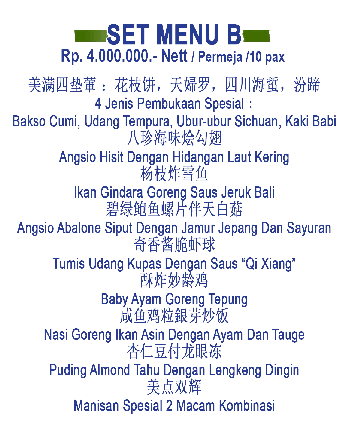 SET MENU B
Rp. 4.000.000.- Nett / Permeja /10 pax
美满四垫荤 : 花枝饼，天婦罗，四川海蜇，汾蹄
4 Jenis Pembukaan Spesial :
Bakso Cumi, Udang Tempura, Ubur-ubur Sichuan, Kaki Babi
八珍海味烩勾翅
Angsio Hisit Dengan Hidangan Laut Kering
杨枝炸雪鱼
Ikan Gindara Goreng Saus Jeruk Bali
碧绿鲍鱼螺片伴天白菇
Angsio Abalone Siput Dengan Jamur Jepang Dan Sayuran
奇香酱脆虾球
Tumis Udang Kupas Dengan Saus “Qi Xiang”
酥炸妙龄鸡
Baby Ayam Goreng Tepung
咸鱼鸡粒銀芽炒饭
Nasi Goreng Ikan Asin Dengan Ayam Dan Tauge
杏仁豆付龙眼冻
Puding Almond Tahu Dengan Lengkeng Dingin
美点双辉
Manisan Spesial 2 Macam Kombinasi